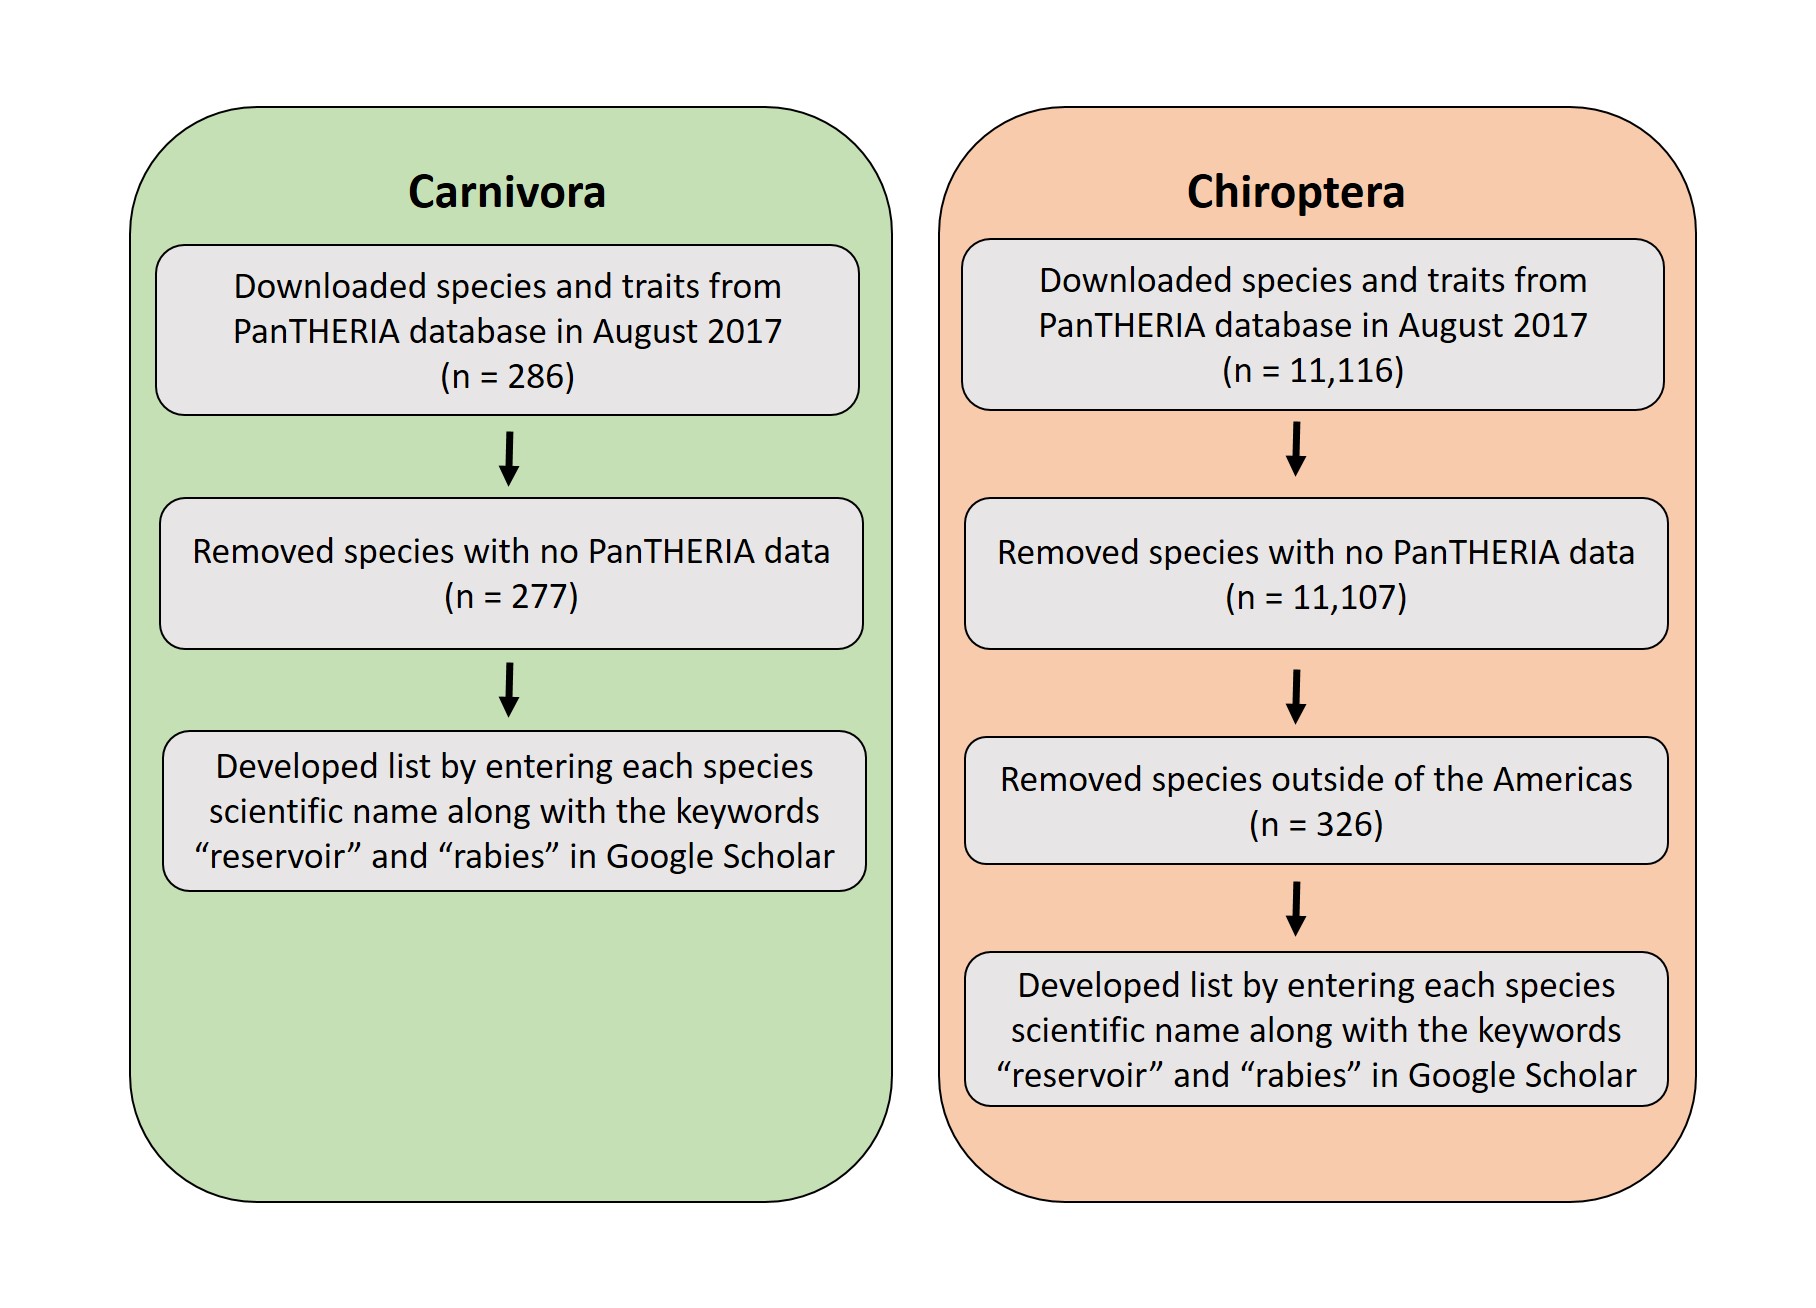 Carnivora
Downloaded species and traits from
PanTHERIA database in August 2017
(n = 286)
Removed species with no PanTHERIA data
(n = 277)
Developed list by entering each species
scientific name along with the keywords
“reservoir” and “rabies” in Google Scholar
Chiroptera
Downloaded species and traits from
PanTHERIA database in August 2017
(n = 11,116)
Removed species with no PanTHERIA data
(n = 11,107)
Removed species outside of the Americas
(n = 326)
Developed list by entering each species
scientific name along with the keywords
“reservoir” and “rabies” in Google Scholar